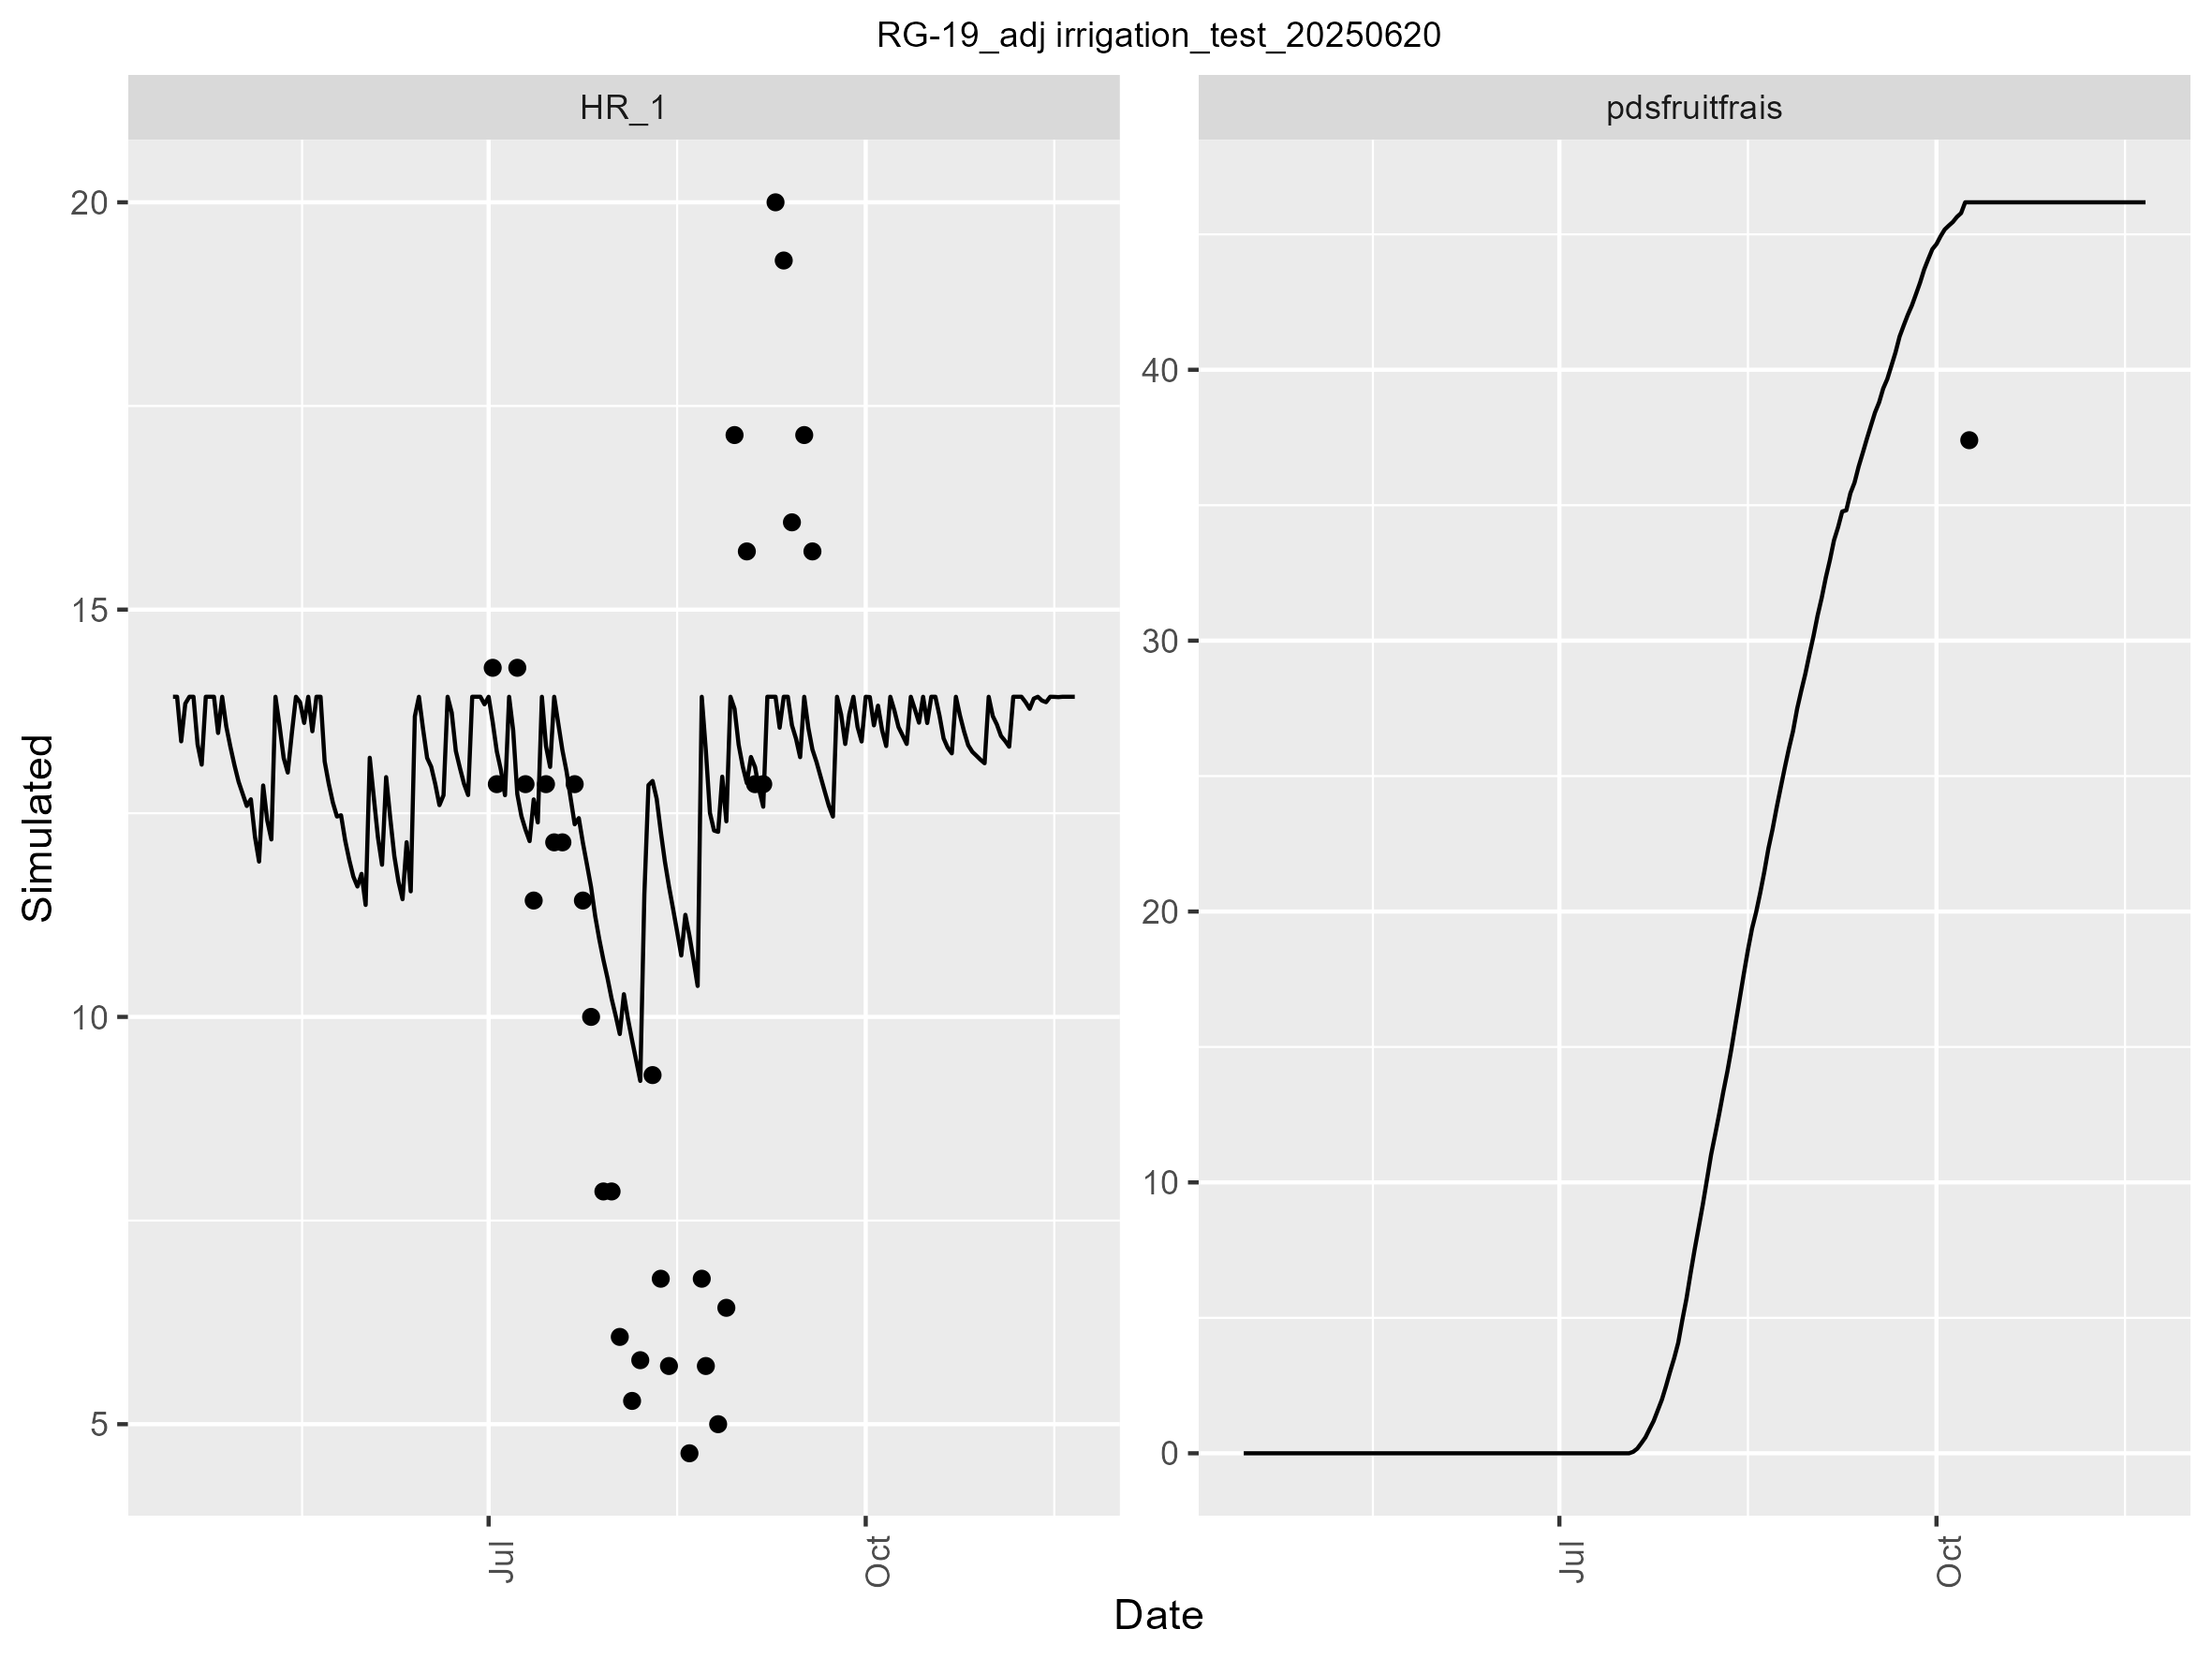 RG-19_adj irrigation_test_20250620
HR_1
pdsfruitfrais
Simulated
20
15
10
5
40
30
20
10
0
Jul
Oct
Jul
Oct
Date